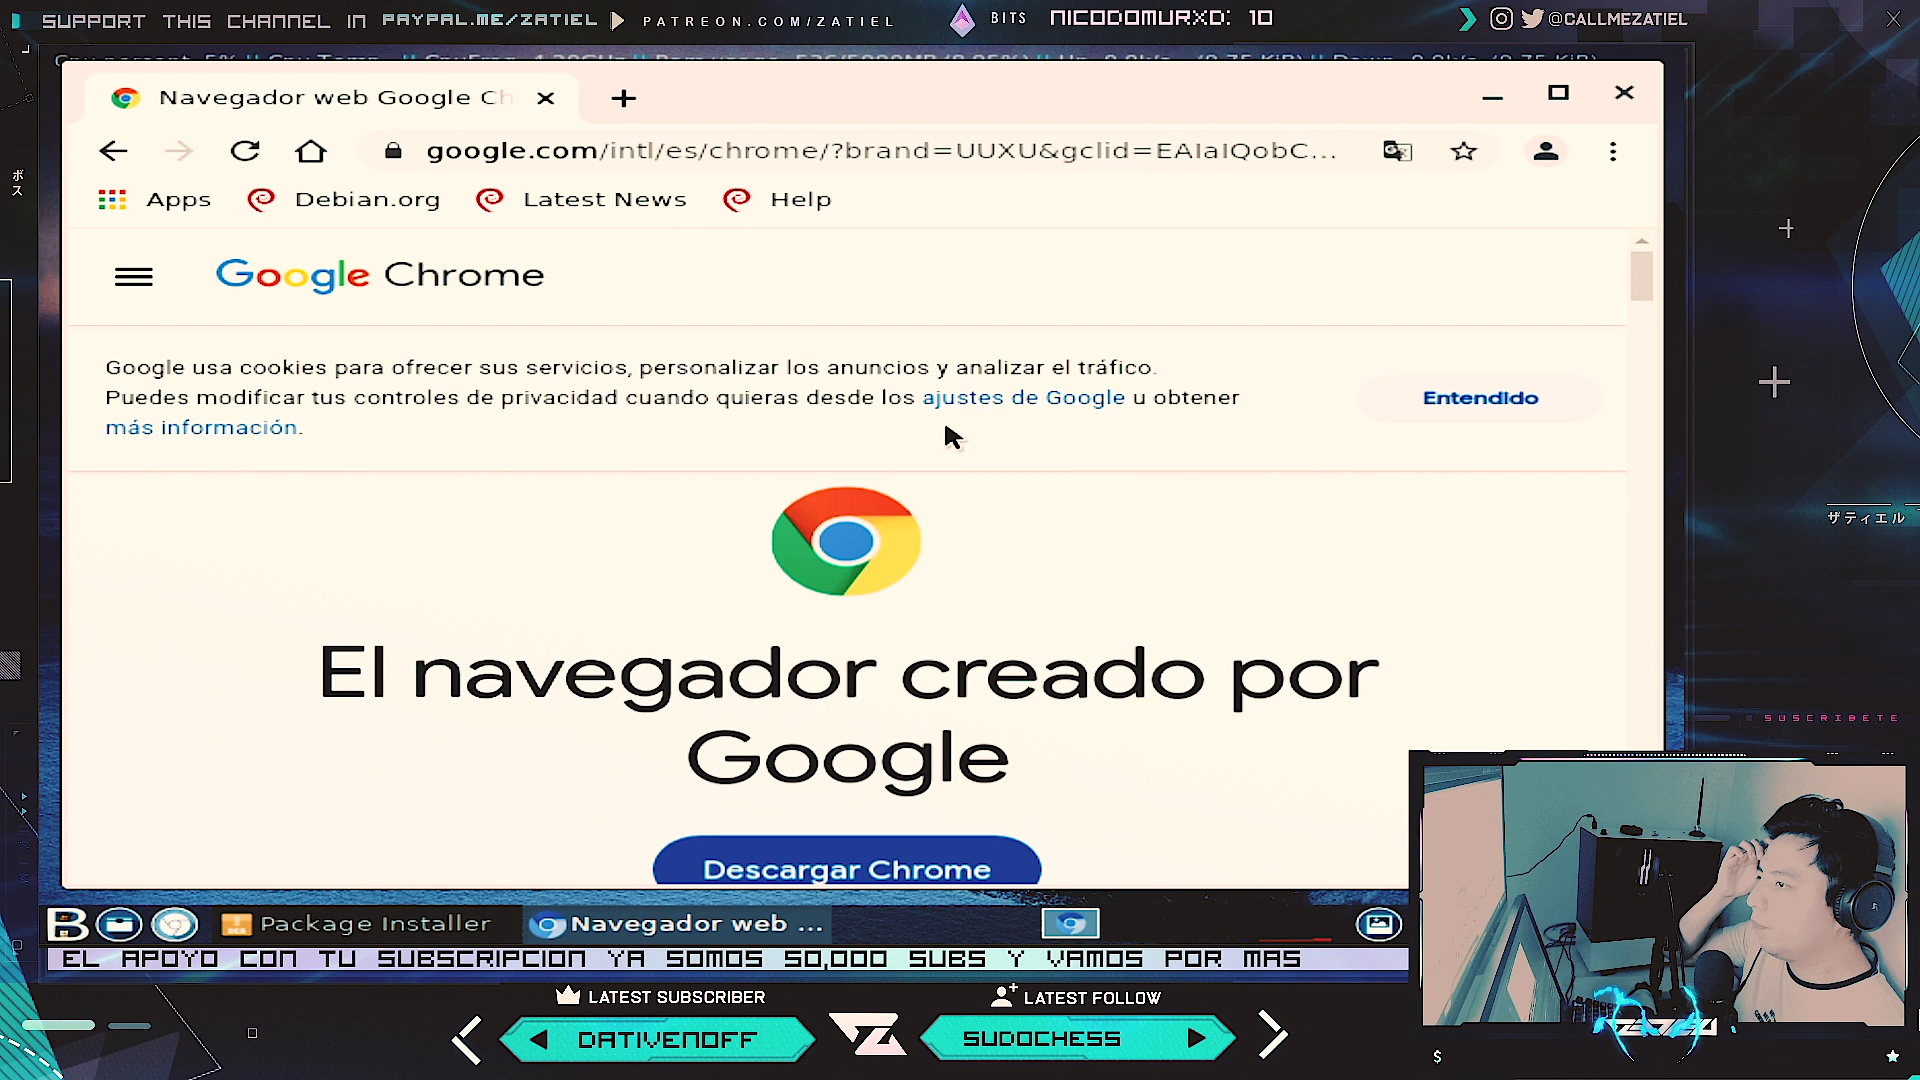 SUPPORT THIS CHANNEL IN PAYPAL.ME/ZATIEL PATREON.COM/ZATIEL BITS NICODOMURXD: 10 @CALLMEZATIEL
Navegador web Google Ch
google.com/intl/es/chrome/?brand=UUXU&gclid=EAIaIQobC...
Apps Debian.org Latest News Help
ボス
Google Chrome
Google usa cookies para ofrecer sus servicios, personalizar los anuncios y analizar el tráfico.
Puedes modificar tus controles de privacidad cuando quieras desde los ajustes de Google u obtener
más información.
Entendido
ザティエル
El navegador creado por
Google
SUSCRIBETE
Descargar Chrome
Package Installer Navegador web ...
EL APOYO CON TU SUBSCRIPCION YA SOMOS 50,000 SUBS Y VAMOS POR MAS
LATEST SUBSCRIBER LATEST FOLLOW
DATIVENOFF SUDOCHESS
$